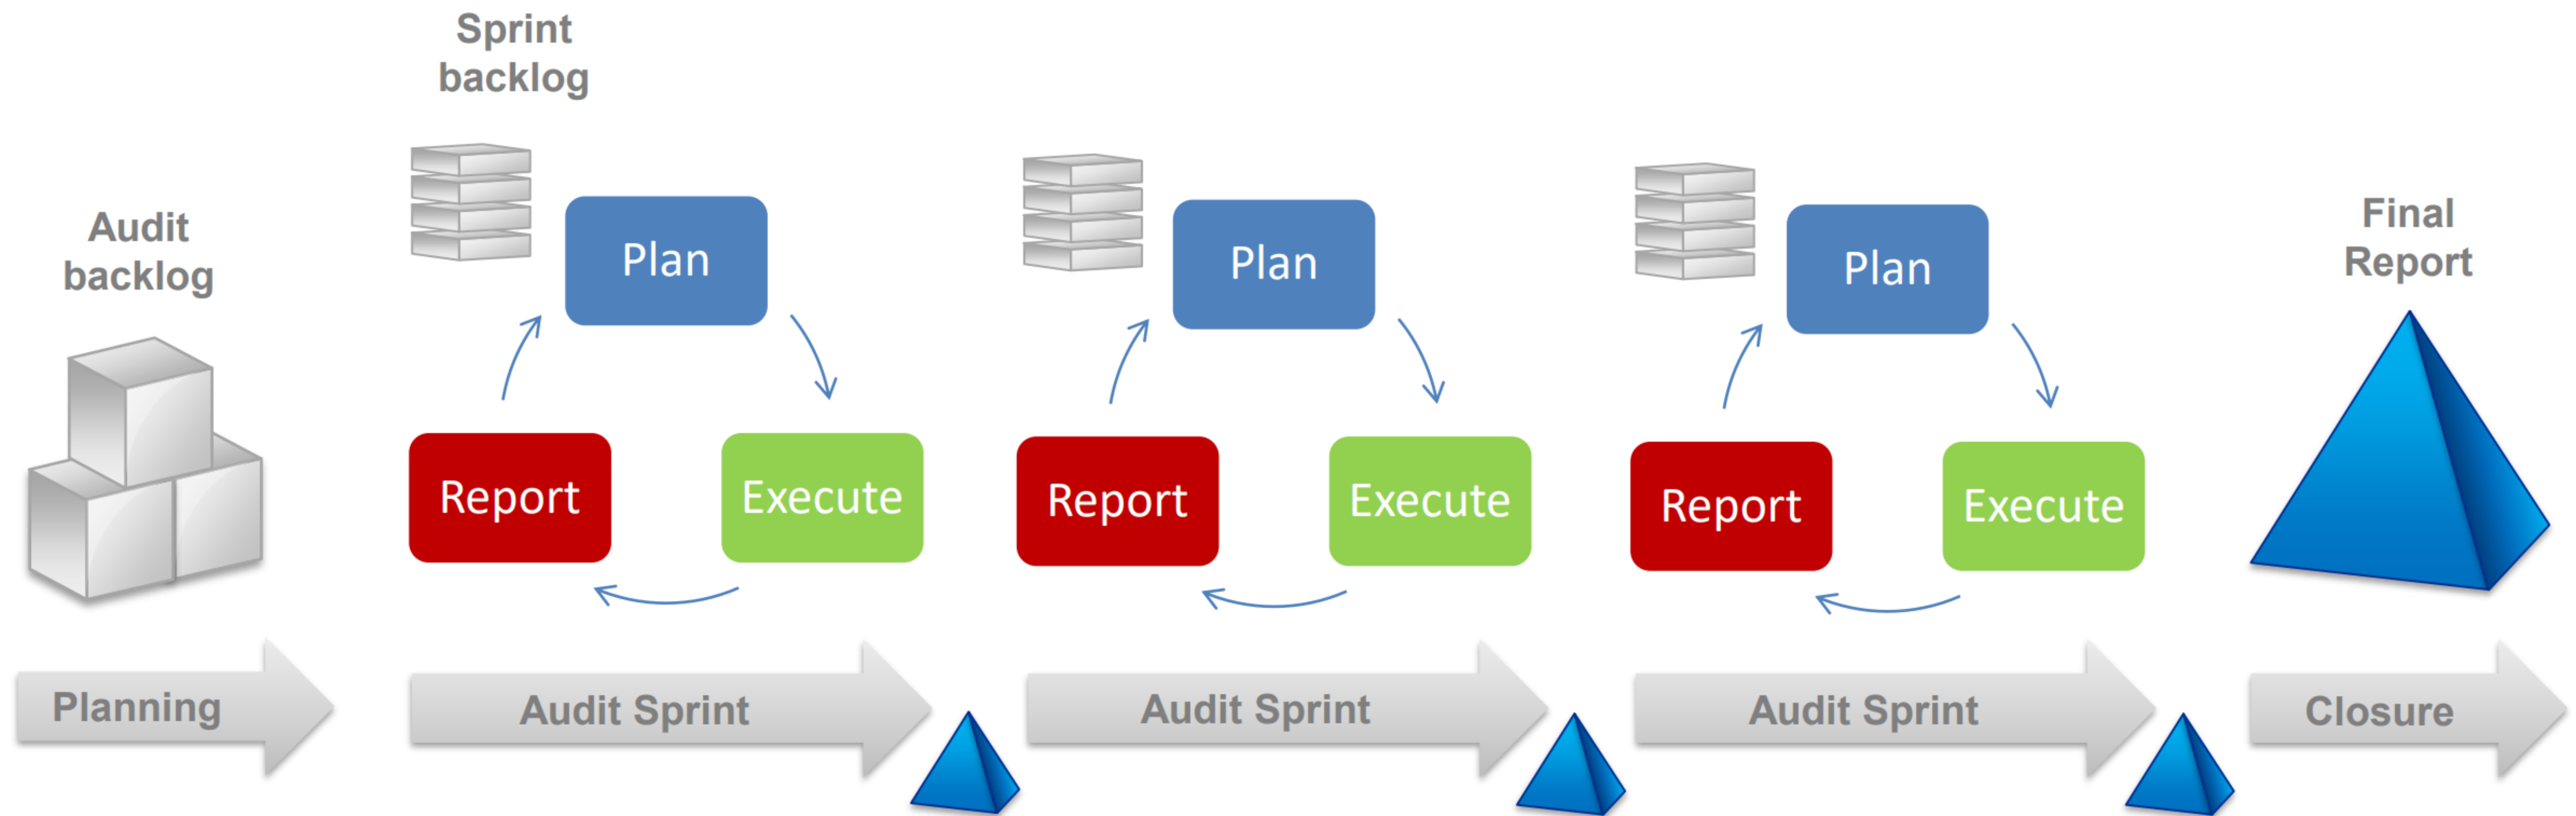 Sprint
backlog
Audit
backlog
Plan
Report
Execute
Plan
Report
Execute
Plan
Report
Execute
Final
Report
Planning
Audit Sprint
Audit Sprint
Audit Sprint
Closure